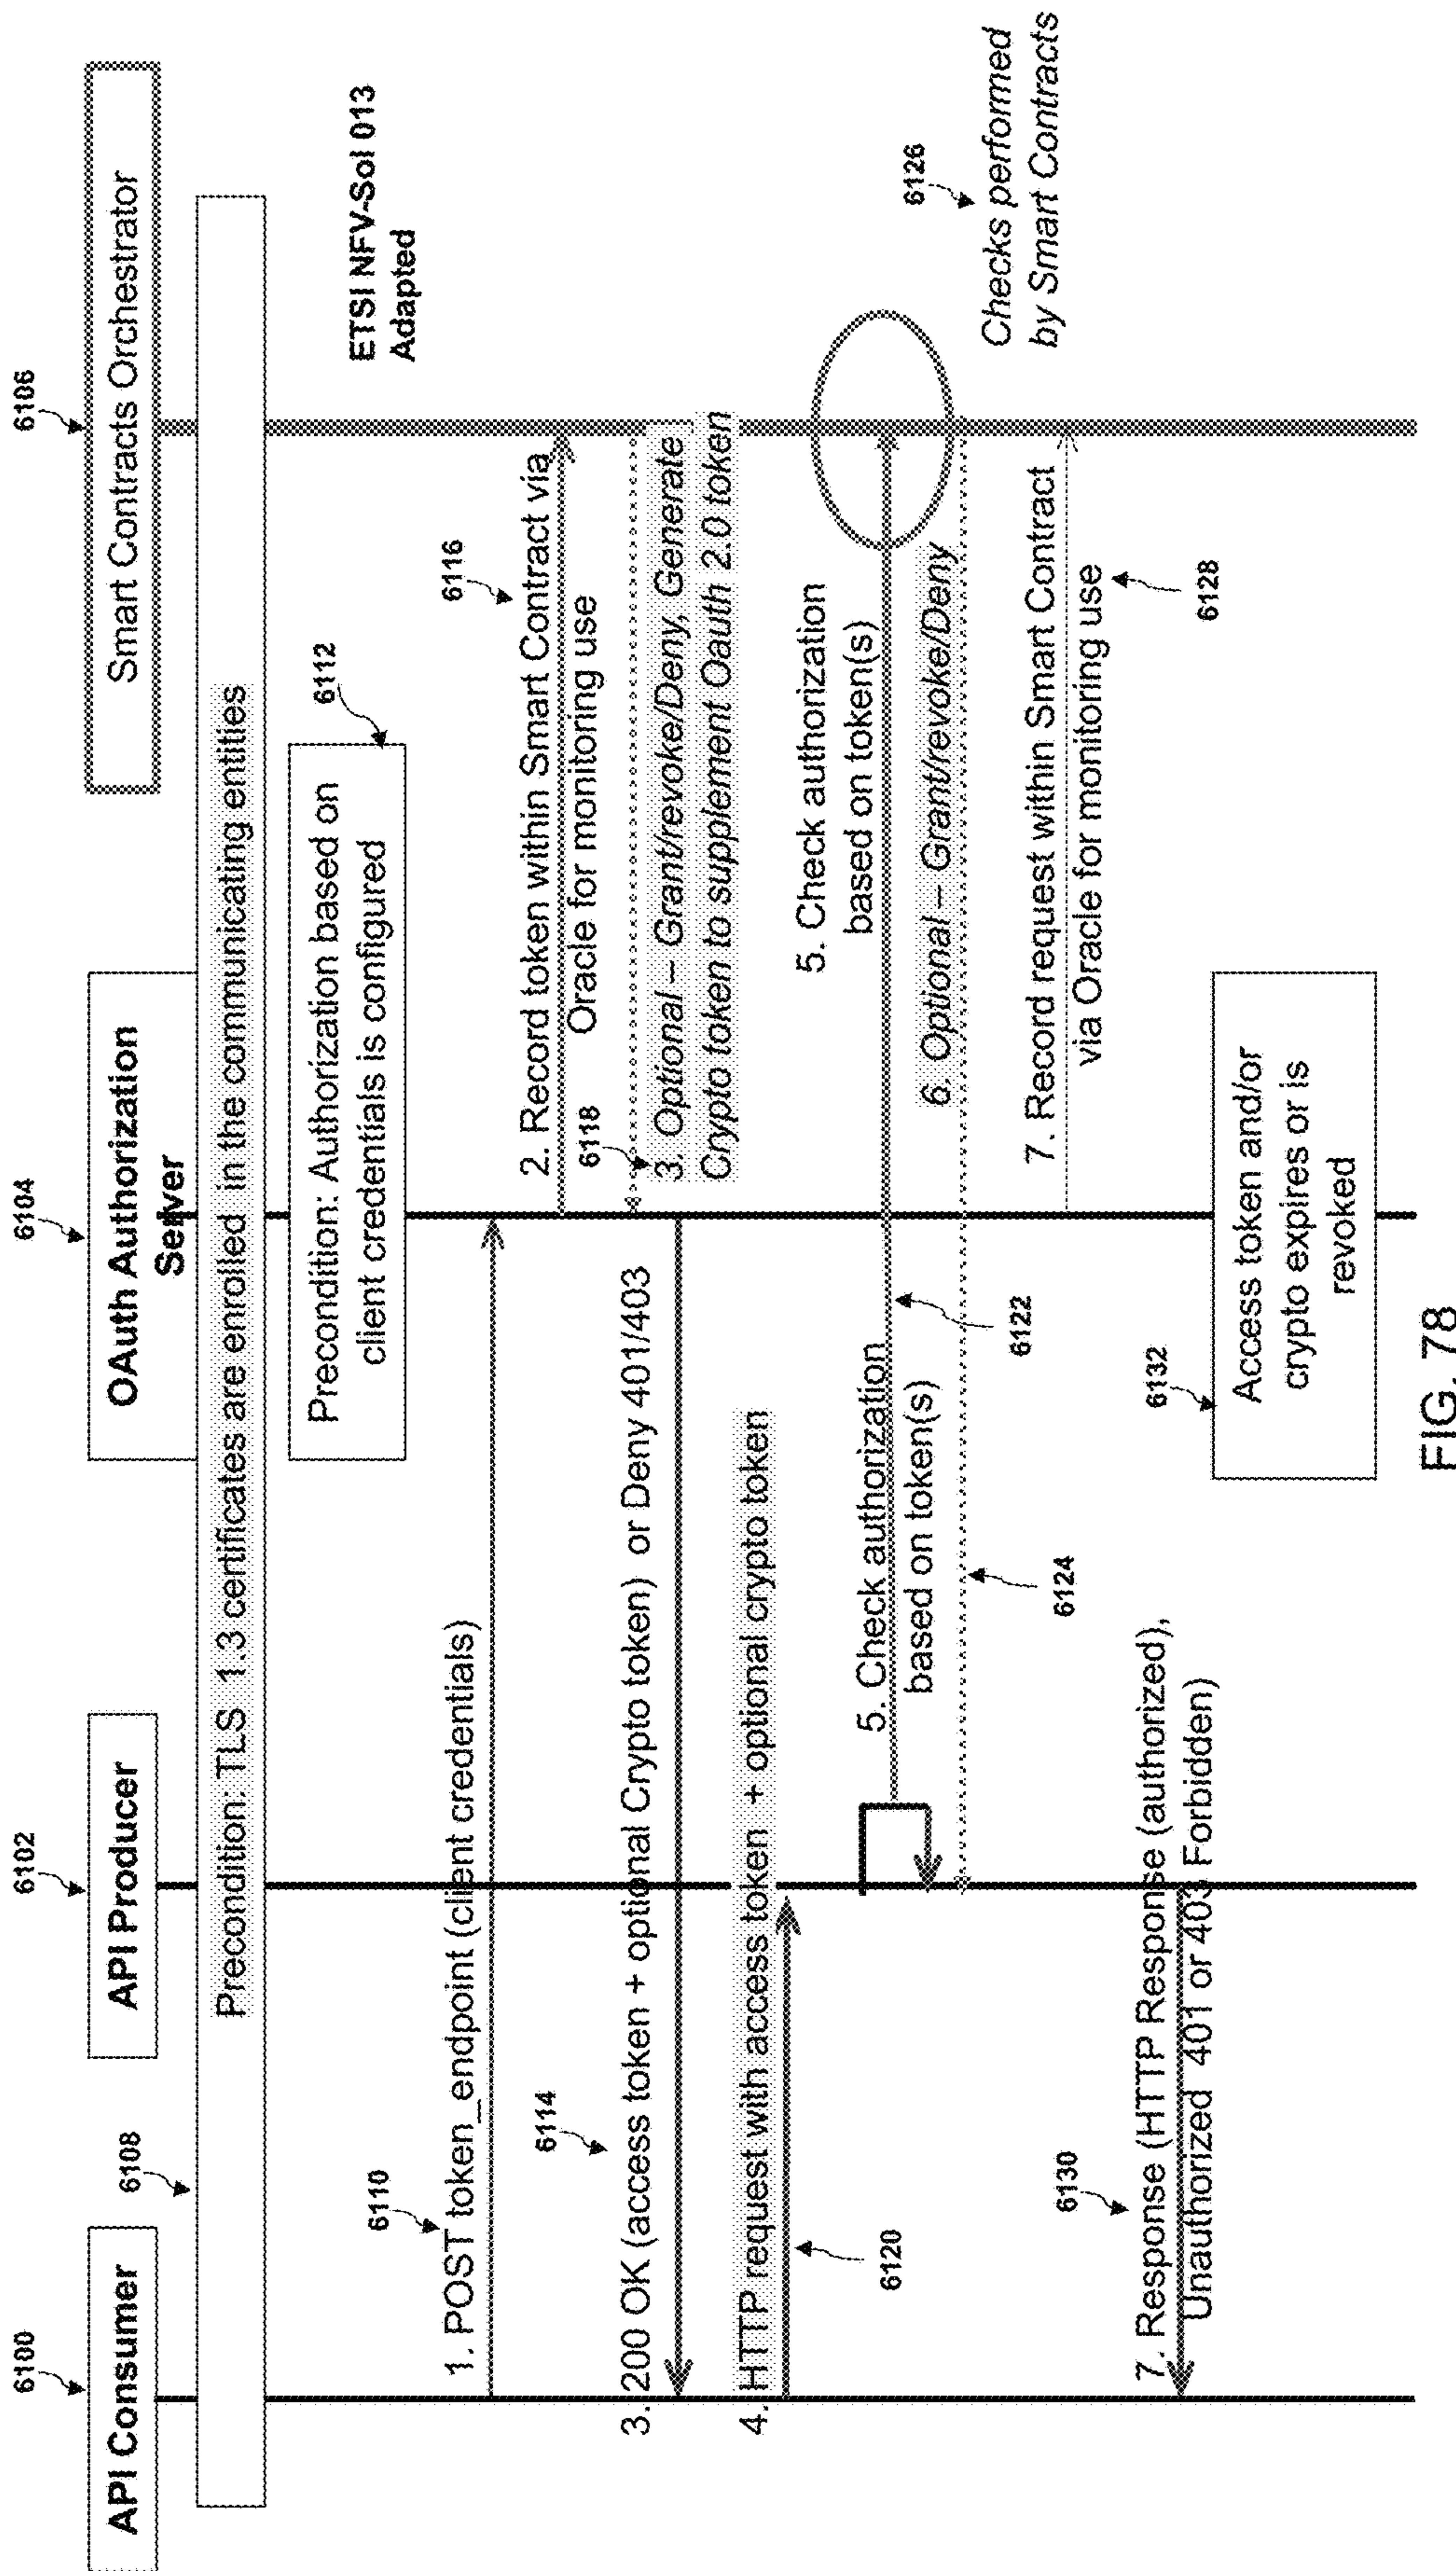 6100
6102
6104
6106
API Consumer
API Producer
OAuth Authorization
Server
Smart Contracts Orchestrator
6108
Precondition: TLS 1.3 certificates are enrolled in the communicating entities
6112
Precondition: Authorization based on
client credentials is configured
ETSI NFV-Sol 013
Adapted
6110
1. POST token_endpoint (client credentials)
6116
2. Record token within Smart Contract via
Oracle for monitoring use
6114
3. 200 OK (access token + optional Crypto token) or Deny 401/403
6118
3. Optional – Grant/revoke/Deny, Generate
Crypto token to supplement Oauth 2.0 token
4. HTTP request with access token + optional crypto token
6120
5. Check authorization
based on token(s)
5. Check authorization
based on token(s)
6122
6124
6. Optional – Grant/revoke/Deny
6126
Checks performed
by Smart Contracts
7. Record request within Smart Contract
via Oracle for monitoring use
6128
6130
7. Response (HTTP Response (authorized),
Unauthorized 401 or 403 Forbidden)
6132
Access token and/or
crypto expires or is
revoked
FIG. 78